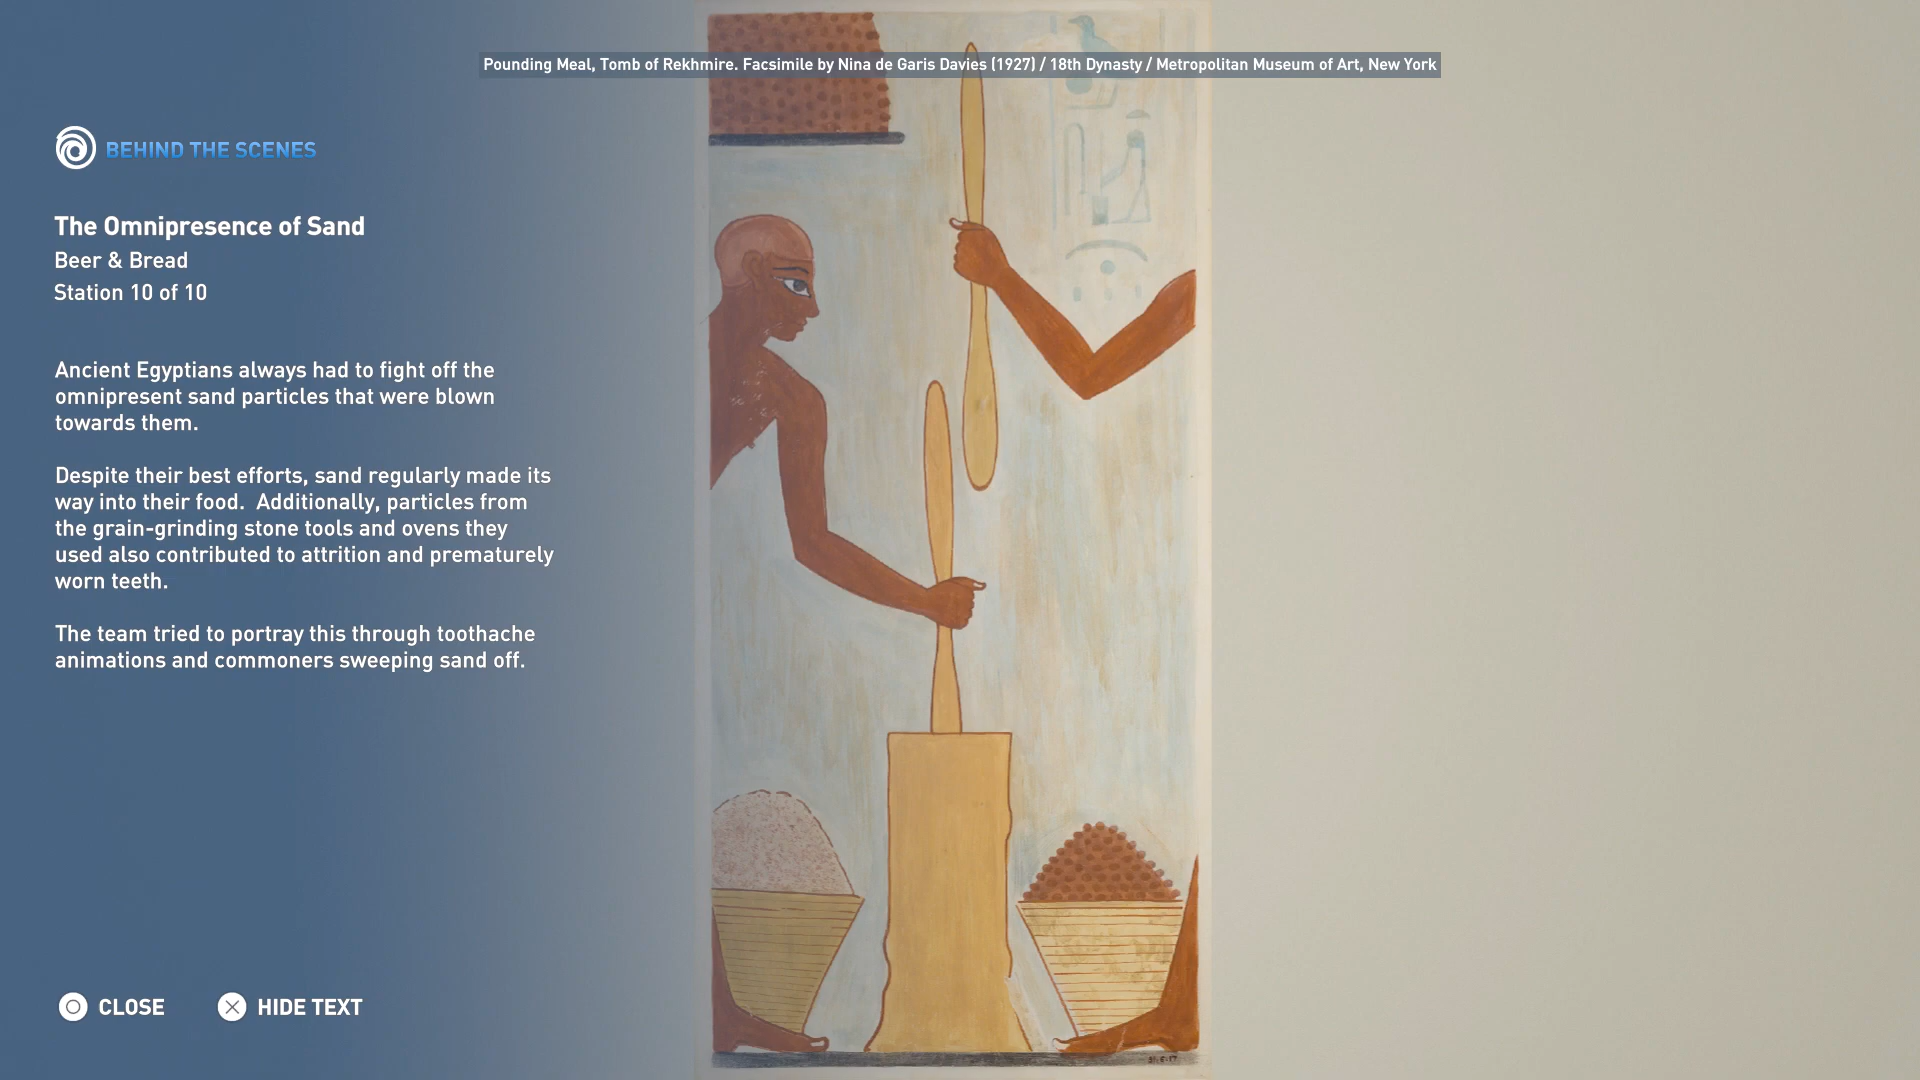 Pounding Meal, Tomb of Rekhmire. Facsimile by Nina de Garis Davies (1927) / 18th Dynasty / Metropolitan Museum of Art, New York
BEHIND THE SCENES
The Omnipresence of Sand
Beer & Bread
Station 10 of 10
Ancient Egyptians always had to fight off the
omnipresent sand particles that were blown
towards them.
Despite their best efforts, sand regularly made its
way into their food.  Additionally, particles from
the grain-grinding stone tools and ovens they
used also contributed to attrition and prematurely
worn teeth.
The team tried to portray this through toothache
animations and commoners sweeping sand off.
CLOSE
HIDE TEXT